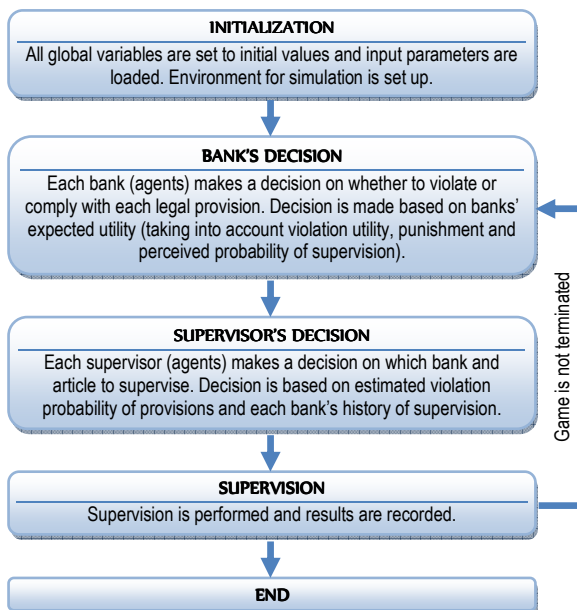 INITIALIZATION
All global variables are set to initial values and input parameters are
loaded. Environment for simulation is set up.
BANK'S DECISION
Each bank (agents) makes a decision on whether to violate or
comply with each legal provision. Decision is made based on banks'
expected utility (taking into account violation utility, punishment and
perceived probability of supervision).
SUPERVISOR'S DECISION
Each supervisor (agents) makes a decision on which bank and
article to supervise. Decision is based on estimated violation
probability of provisions and each bank's history of supervision.
Game is not terminated
SUPERVISION
Supervision is performed and results are recorded.
END